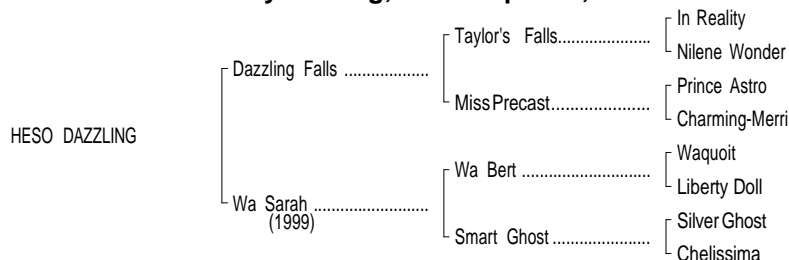 In Reality
Taylor's Falls....................
Nilene Wonder
Dazzling Falls ...................
Prince Astro
Miss Precast......................
Charming-Merri
HESO DAZZLING
Waquoit
Wa Bert ............................
Liberty Doll
Wa Sarah ..........................
(1999)
Silver Ghost
Smart Ghost ......................
Chelissima